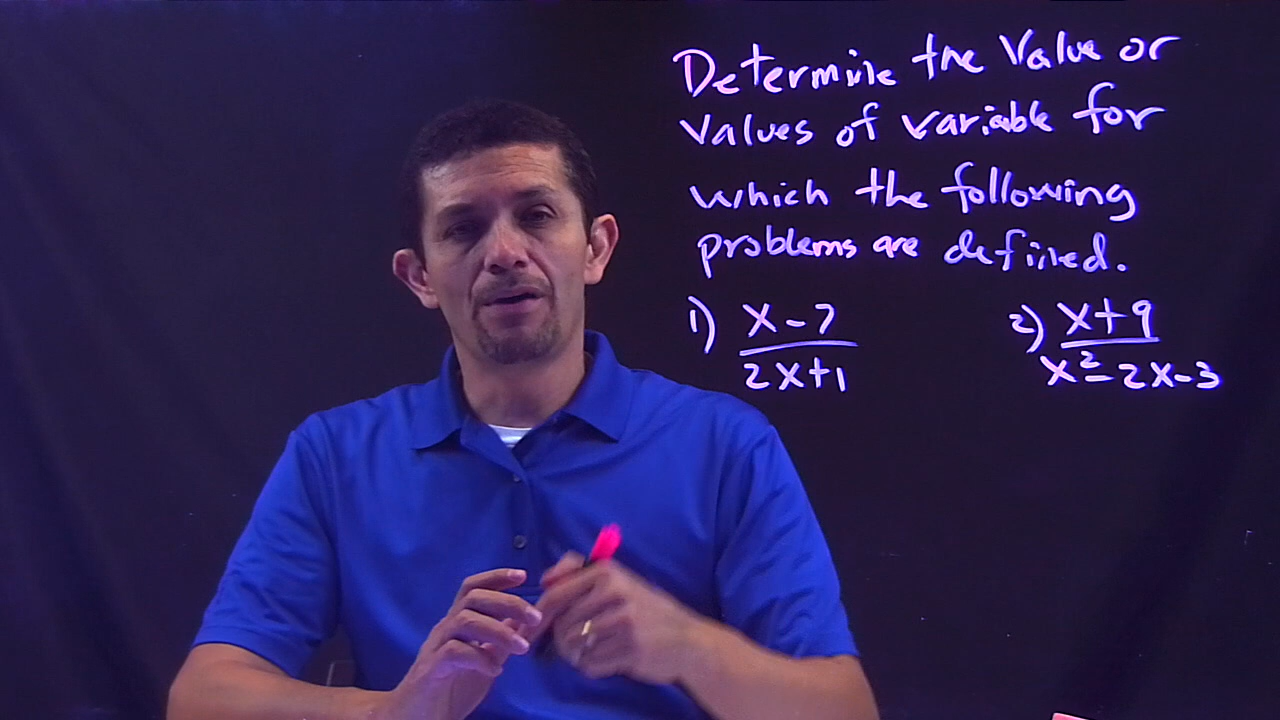 Determine the Value or
Values of variable for
which the following
problems are defined.
1) x-7 / 2x+1
2) x+9 / x²-2x-3